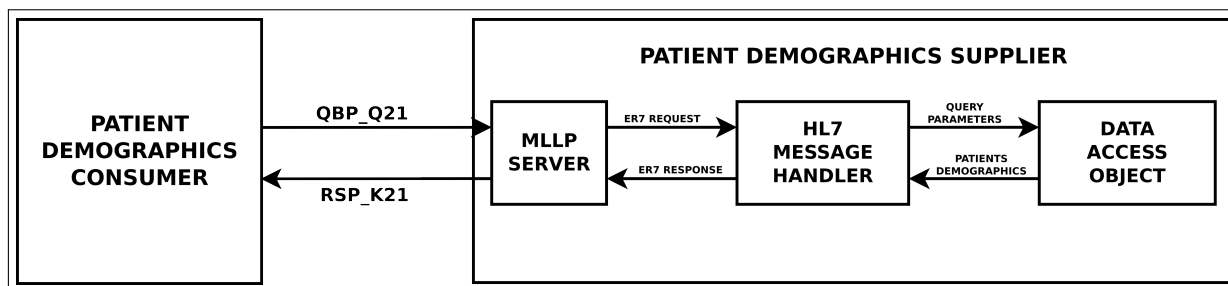 PATIENT DEMOGRAPHICS SUPPLIER
PATIENT
DEMOGRAPHICS
CONSUMER
QBP_Q21
RSP_K21
MLLP
SERVER
ER7 REQUEST
ER7 RESPONSE
HL7
MESSAGE
HANDLER
QUERY
PARAMETERS
PATIENTS
DEMOGRAPHICS
DATA
ACCESS
OBJECT